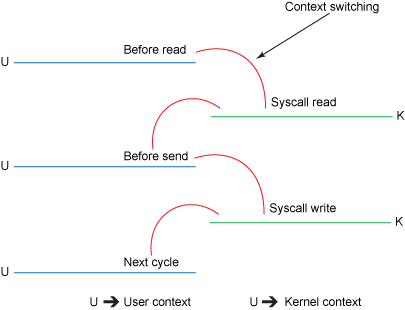 Context switching
Before read
U
Syscall read
K
Before send
U
Syscall write
K
Next cycle
U
U → User context
U → Kernel context